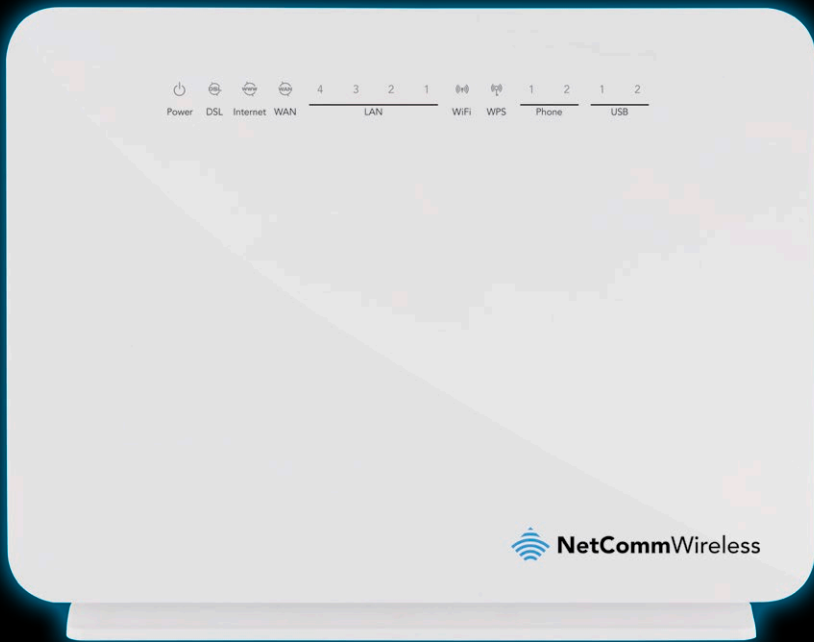 4 3 2 1 1 2 1 2
Power DSL Internet WAN LAN WiFi WPS Phone USB
NetCommWireless